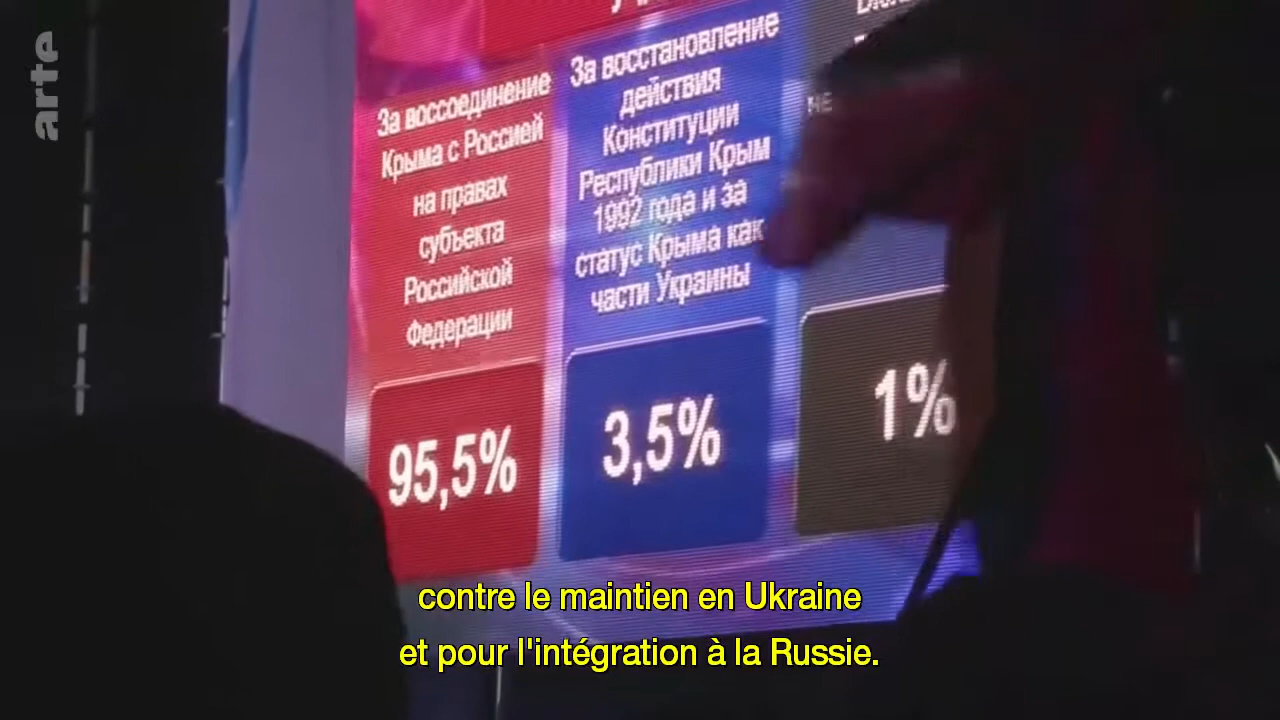 arte
За воссоединение
Крыма с Россией
на правах
субъекта
Российской
Федерации
95,5%
За восстановление
действия
Конституции
Республики Крым
1992 года и за
статус Крыма как
части Украины
3,5%
не
1%
contre le maintien en Ukraine
et pour l'intégration à la Russie.